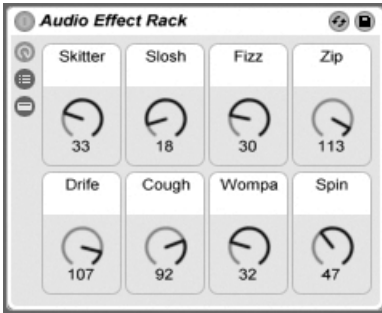 Audio Effect Rack
Skitter Slosh Fizz Zip
33 18 30 113
Drife Cough Wompa Spin
107 92 32 47